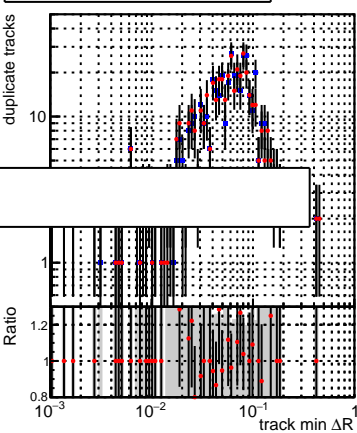 duplicate tracks
10
1
Ratio
1.2
1
0.8
10⁻³ 10⁻² 10⁻¹ 1
track min ΔR